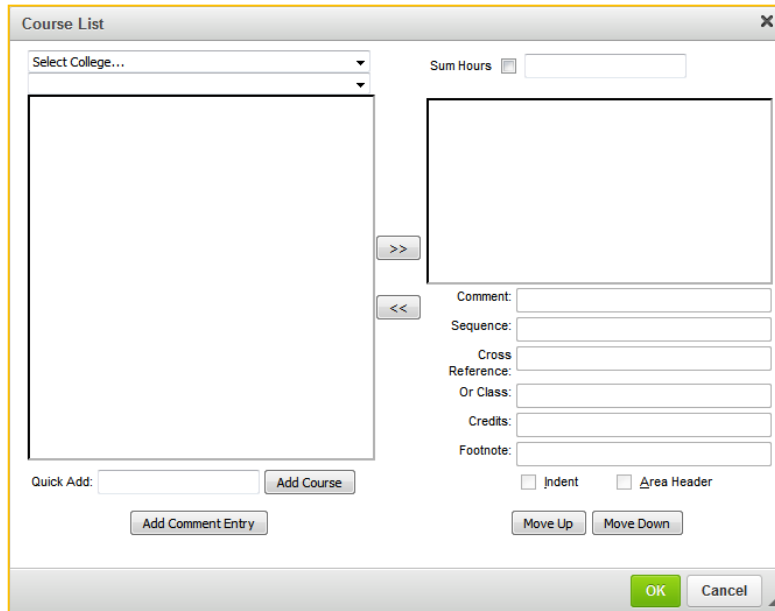 Course List
Select College...
Sum Hours
>>
<<
Comment:
Sequence:
Cross
Reference:
Or Class:
Credits:
Footnote:
Quick Add:
Add Course
Indent
Area Header
Add Comment Entry
Move Up
Move Down
OK
Cancel